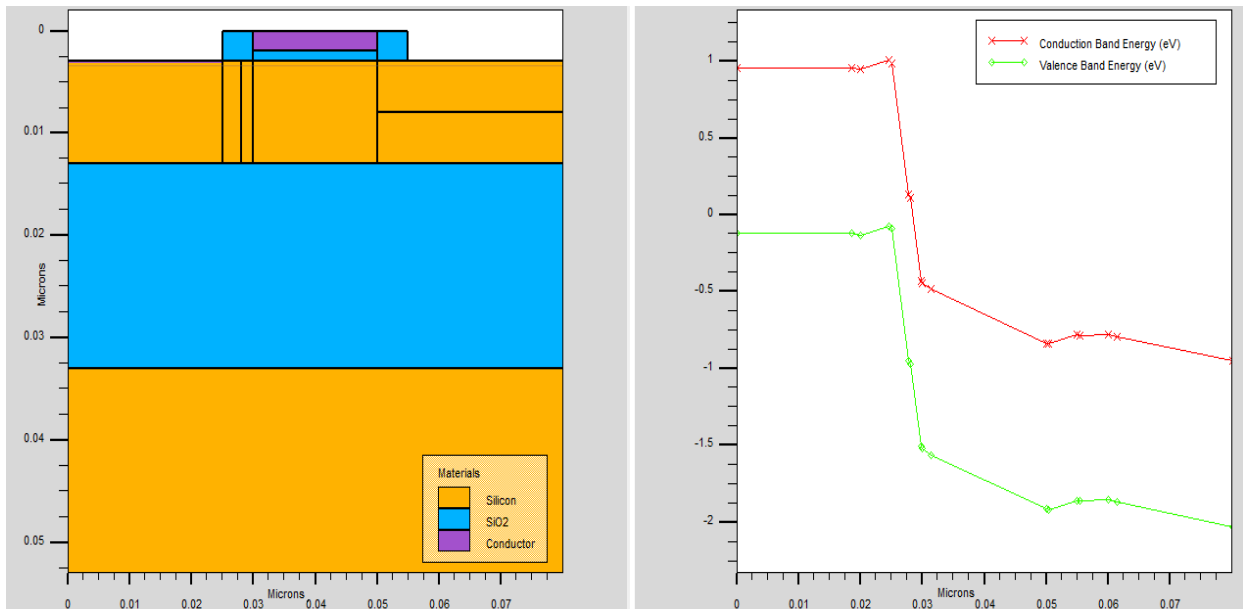 0
0.01
0.02
Microns
0.03
0.04
0.05
Materials
Silicon
SiO2
Conductor
0 0.01 0.02 0.03 0.04 0.05 0.06 0.07
Microns
Conduction Band Energy (eV)
Valence Band Energy (eV)
1
0.5
0
-0.5
-1
-1.5
-2
0 0.01 0.02 0.03 0.04 0.05 0.06 0.07
Microns